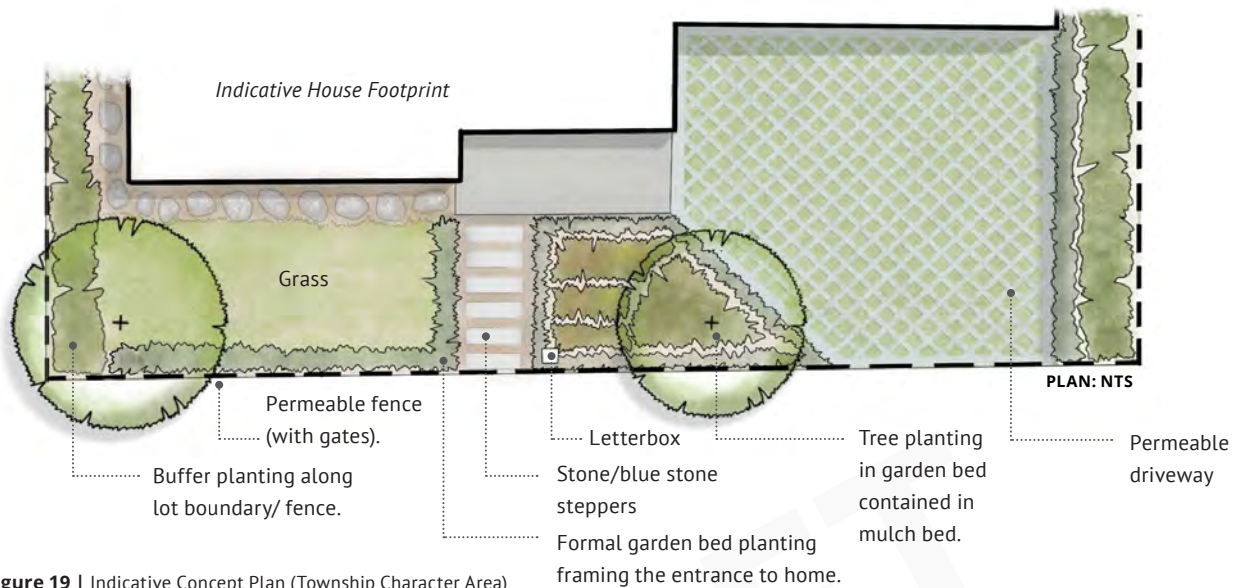 Indicative House Footprint
Grass
PLAN: NTS
Permeable fence
(with gates).
Buffer planting along
lot boundary/ fence.
Letterbox
Stone/blue stone
steppers
Formal garden bed planting
framing the entrance to home.
Tree planting
in garden bed
contained in
mulch bed.
Permeable
driveway
gure 19 | Indicative Concept Plan (Township Character Area)